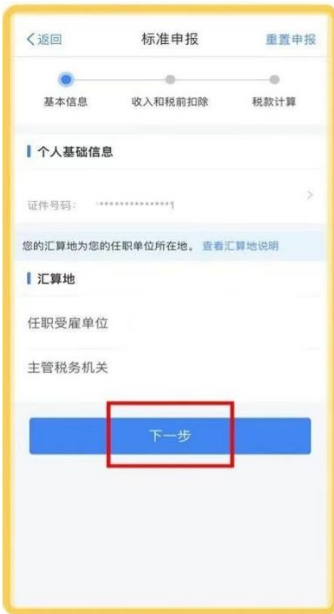 返回 标准申报 重置申报
基本信息 收入和税前扣除 税款计算
个人基础信息
证件号码： ***************1
您的汇算地为您的任职单位所在地。查看汇算地说明
汇算地
任职受雇单位
主管税务机关
下一步